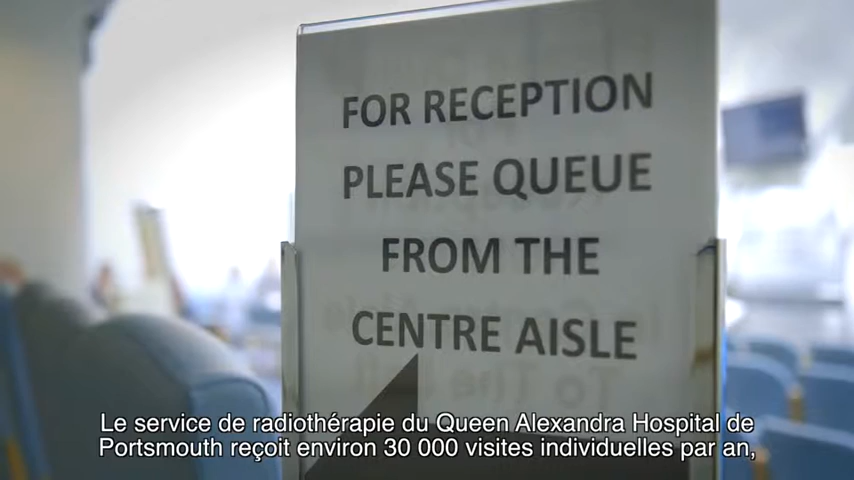 FOR RECEPTION
PLEASE QUEUE
FROM THE
CENTRE AISLE
Le service de radiothérapie du Queen Alexandra Hospital de
Portsmouth reçoit environ 30 000 visites individuelles par an,